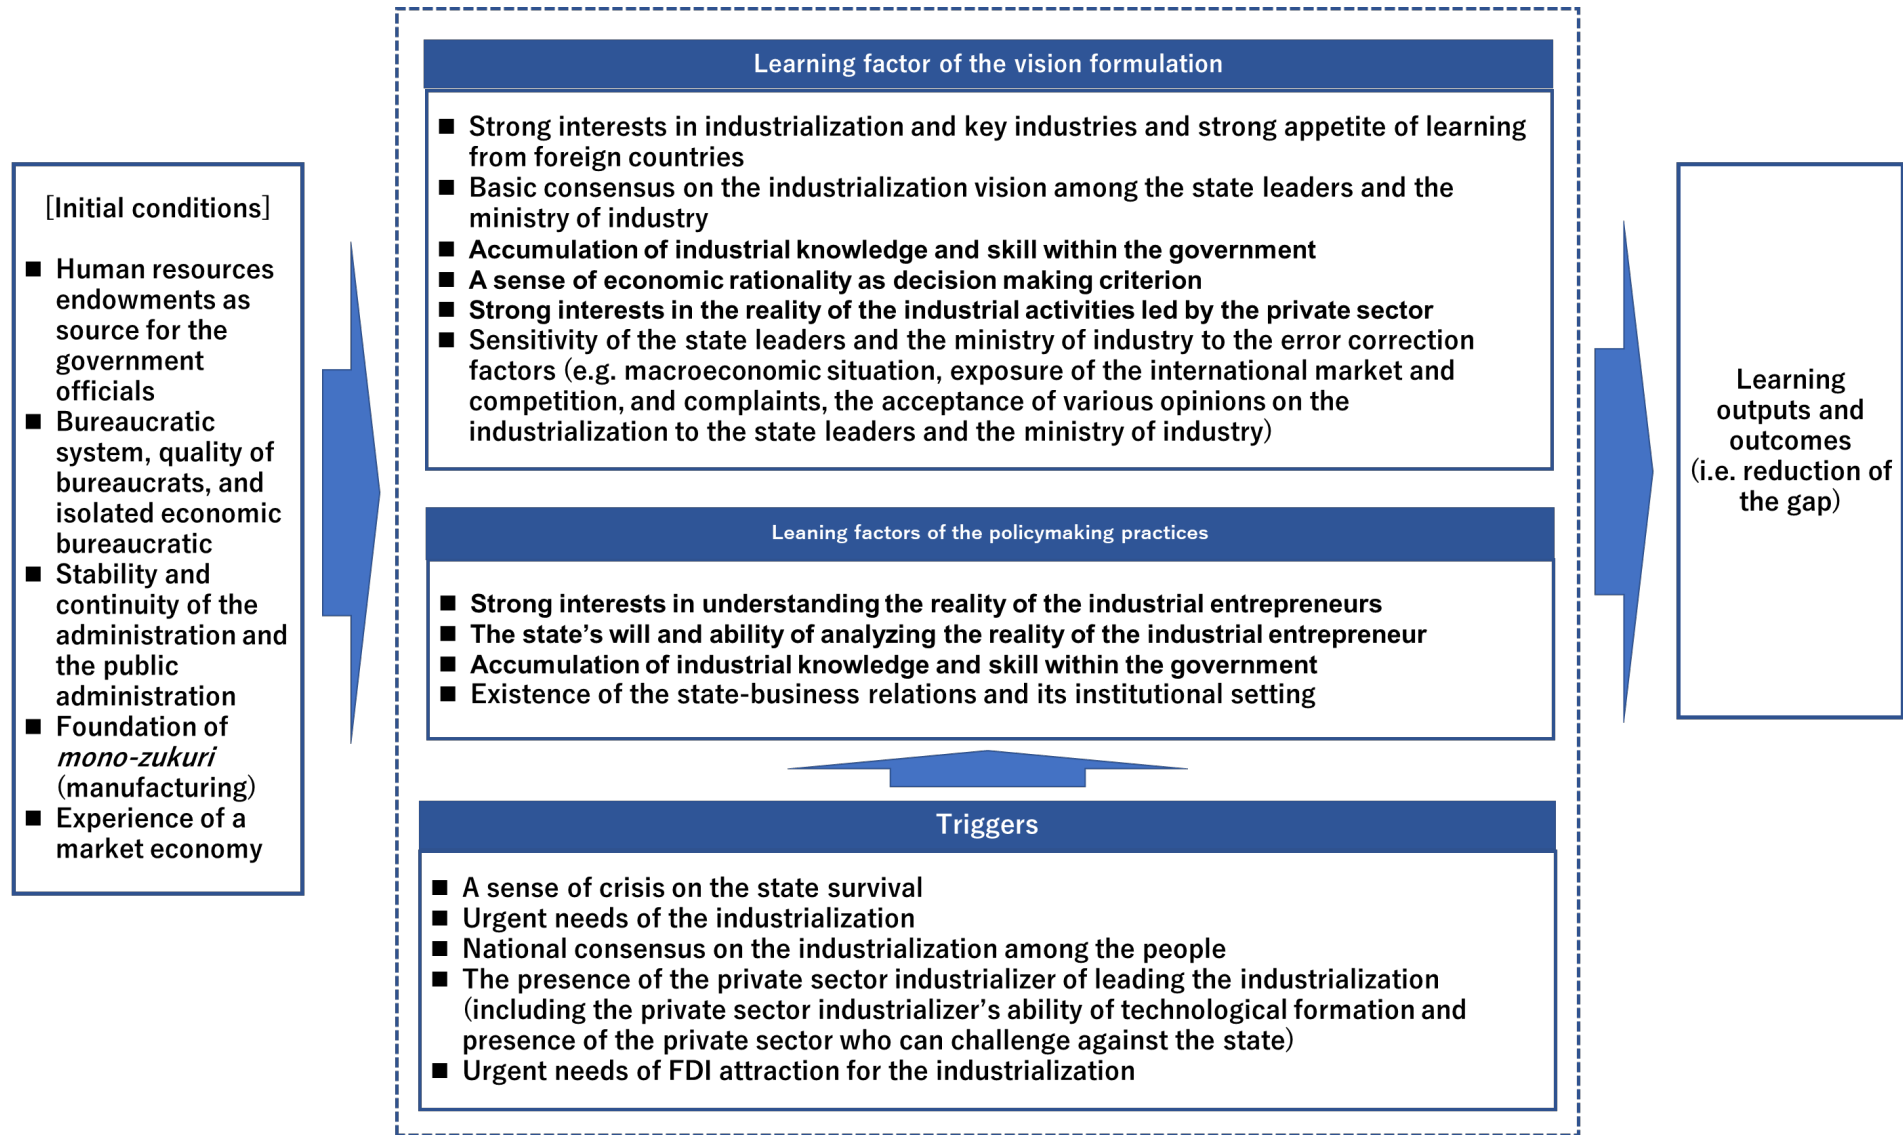 [Initial conditions]
■ Human resources
endowments as
source for the
government
officials
■ Bureaucratic
system, quality of
bureaucrats, and
isolated economic
bureaucratic
■ Stability and
continuity of the
administration and
the public
administration
■ Foundation of
mono-zukuri
(manufacturing)
■ Experience of a
market economy
Learning factor of the vision formulation
■ Strong interests in industrialization and key industries and strong appetite of learning
from foreign countries
■ Basic consensus on the industrialization vision among the state leaders and the
ministry of industry
■ Accumulation of industrial knowledge and skill within the government
■ A sense of economic rationality as decision making criterion
■ Strong interests in the reality of the industrial activities led by the private sector
■ Sensitivity of the state leaders and the ministry of industry to the error correction
factors (e.g. macroeconomic situation, exposure of the international market and
competition, and complaints, the acceptance of various opinions on the
industrialization to the state leaders and the ministry of industry)
Leaning factors of the policymaking practices
■ Strong interests in understanding the reality of the industrial entrepreneurs
■ The state’s will and ability of analyzing the reality of the industrial entrepreneur
■ Accumulation of industrial knowledge and skill within the government
■ Existence of the state-business relations and its institutional setting
Triggers
■ A sense of crisis on the state survival
■ Urgent needs of the industrialization
■ National consensus on the industrialization among the people
■ The presence of the private sector industrializer of leading the industrialization
(including the private sector industrializer’s ability of technological formation and
presence of the private sector who can challenge against the state)
■ Urgent needs of FDI attraction for the industrialization
Learning
outputs and
outcomes
(i.e. reduction of
the gap)